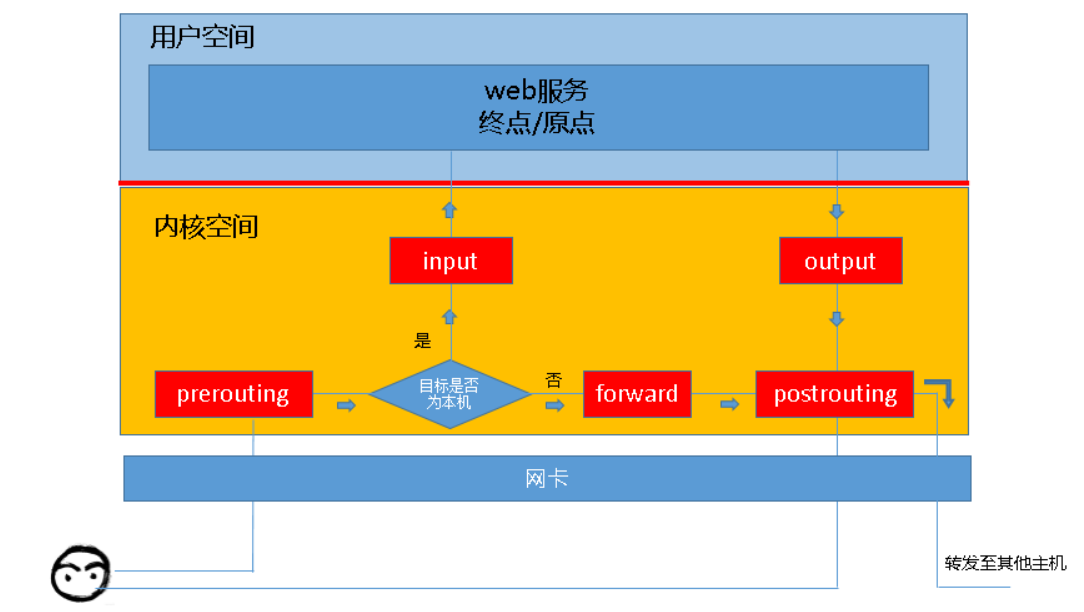 用户空间
web服务
终点/原点
内核空间
input
output
是
prerouting
目标是否
为本机
否
forward
postrouting
网卡
转发至其他主机